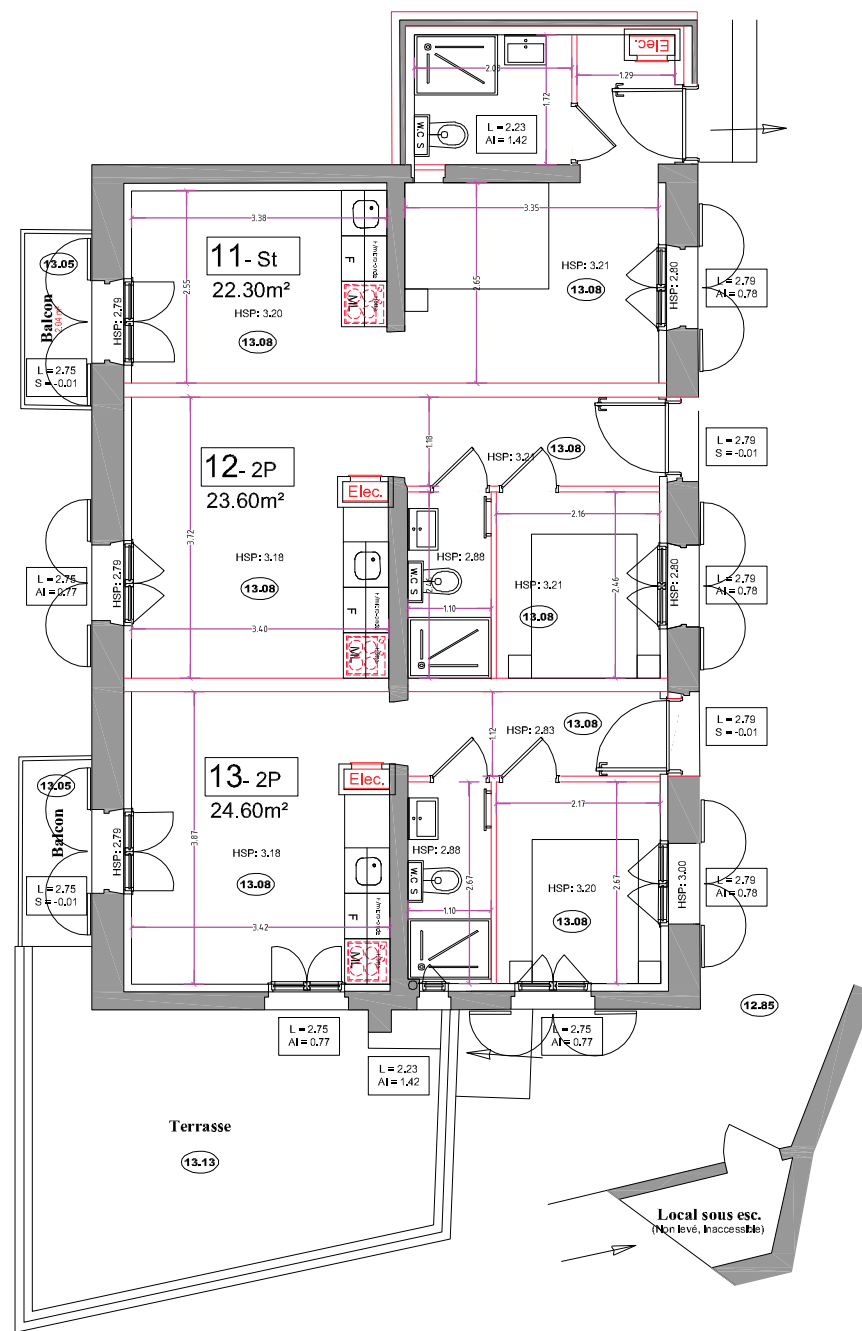 Elec.
2.08
1.29
1.72
W.C S
L = 2.23
Al = 1.42
3.38
3.35
11- St
22.30m²
HSP: 3.20
13.08
2.55
2.65
F
ML
HSP: 3.21
13.08
HSP: 2.80
L = 2.79
Al = 0.78
13.05
Balcon
2.04 m²
HSP: 2.79
L = 2.75
S = -0.01
1.18
12- 2P
23.60m²
HSP: 3.21
13.08
L = 2.79
S = -0.01
Elec.
2.16
3.72
HSP: 3.18
13.08
HSP: 2.88
W.C S
2.46
1.10
HSP: 3.21
13.08
2.46
HSP: 2.80
L = 2.79
Al = 0.78
L = 2.75
Al = 0.77
HSP: 2.79
F
ML
3.40
1.12
HSP: 2.83
13.08
L = 2.79
S = -0.01
13- 2P
24.60m²
Elec.
2.17
13.05
Balcon
HSP: 2.79
L = 2.75
S = -0.01
3.87
HSP: 3.18
13.08
HSP: 2.88
W.C S
2.67
1.10
HSP: 3.20
13.08
2.67
HSP: 3.00
L = 2.79
Al = 0.78
F
ML
3.42
12.85
L = 2.75
Al = 0.77
L = 2.23
Al = 1.42
L = 2.75
Al = 0.77
Terrasse
13.13
Local sous esc.
(Non levé, Inaccessible)